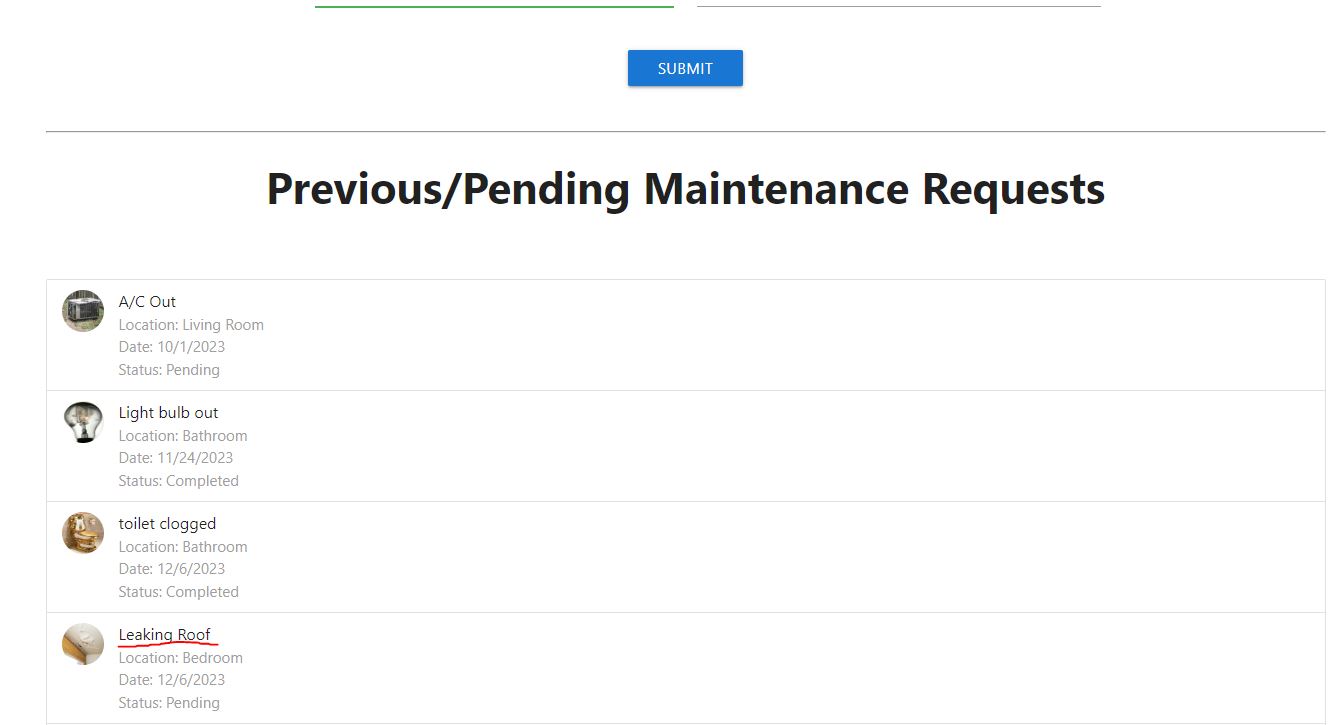 SUBMIT
Previous/Pending Maintenance Requests
A/C Out
Location: Living Room
Date: 10/1/2023
Status: Pending
Light bulb out
Location: Bathroom
Date: 11/24/2023
Status: Completed
toilet clogged
Location: Bathroom
Date: 12/6/2023
Status: Completed
Leaking Roof
Location: Bedroom
Date: 12/6/2023
Status: Pending